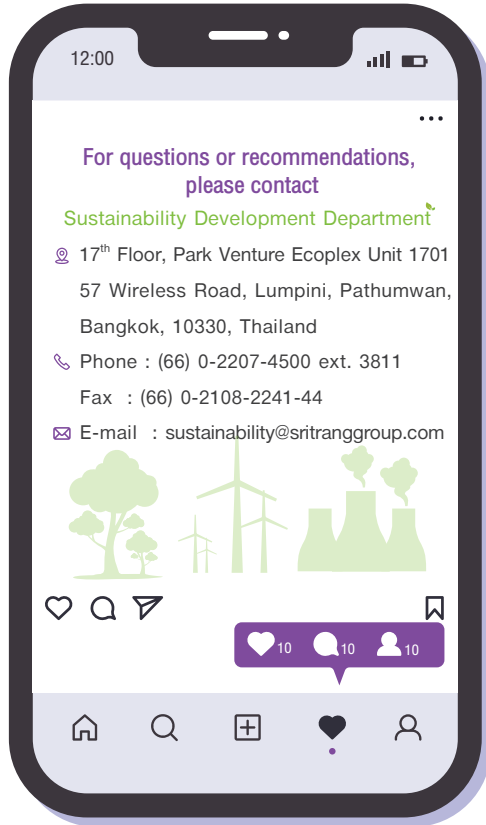 12:00
For questions or recommendations,
please contact
Sustainability Development Department
17th Floor, Park Venture Ecoplex Unit 1701
57 Wireless Road, Lumpini, Pathumwan,
Bangkok, 10330, Thailand
Phone : (66) 0-2207-4500 ext. 3811
Fax : (66) 0-2108-2241-44
E-mail : sustainability@sritranggroup.com
10 10 10